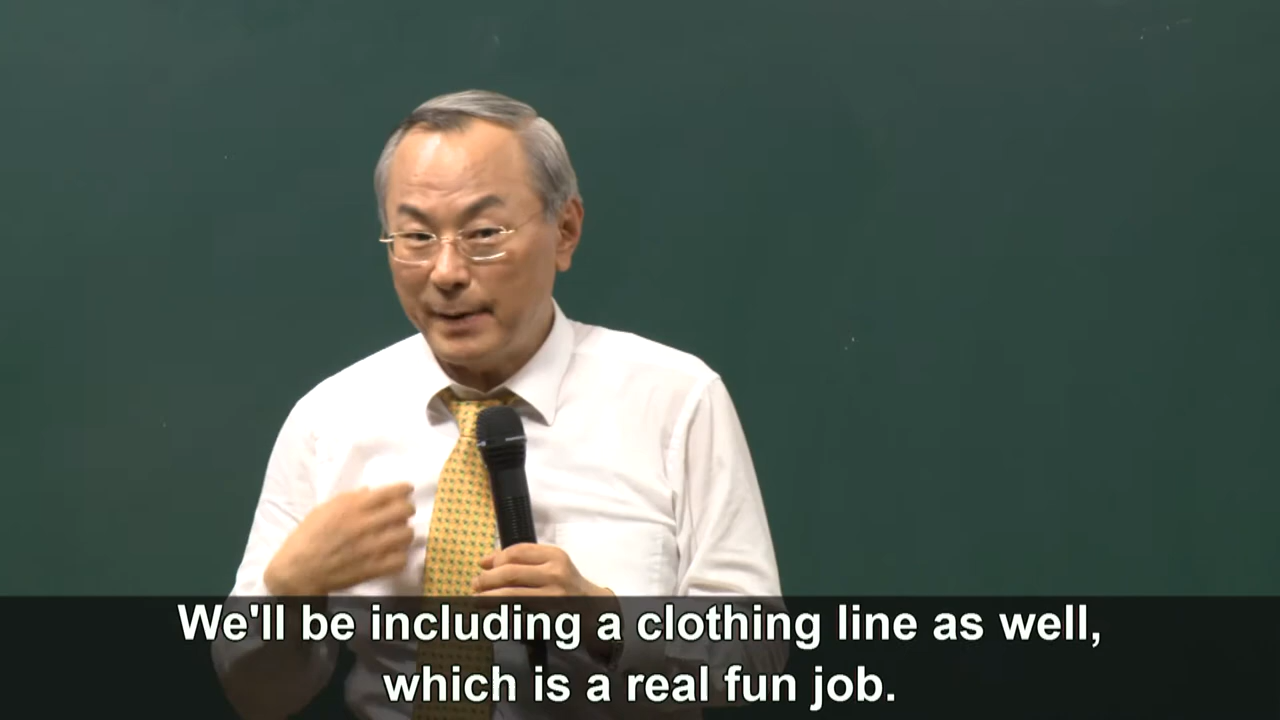 We'll be including a clothing line as well,
which is a real fun job.